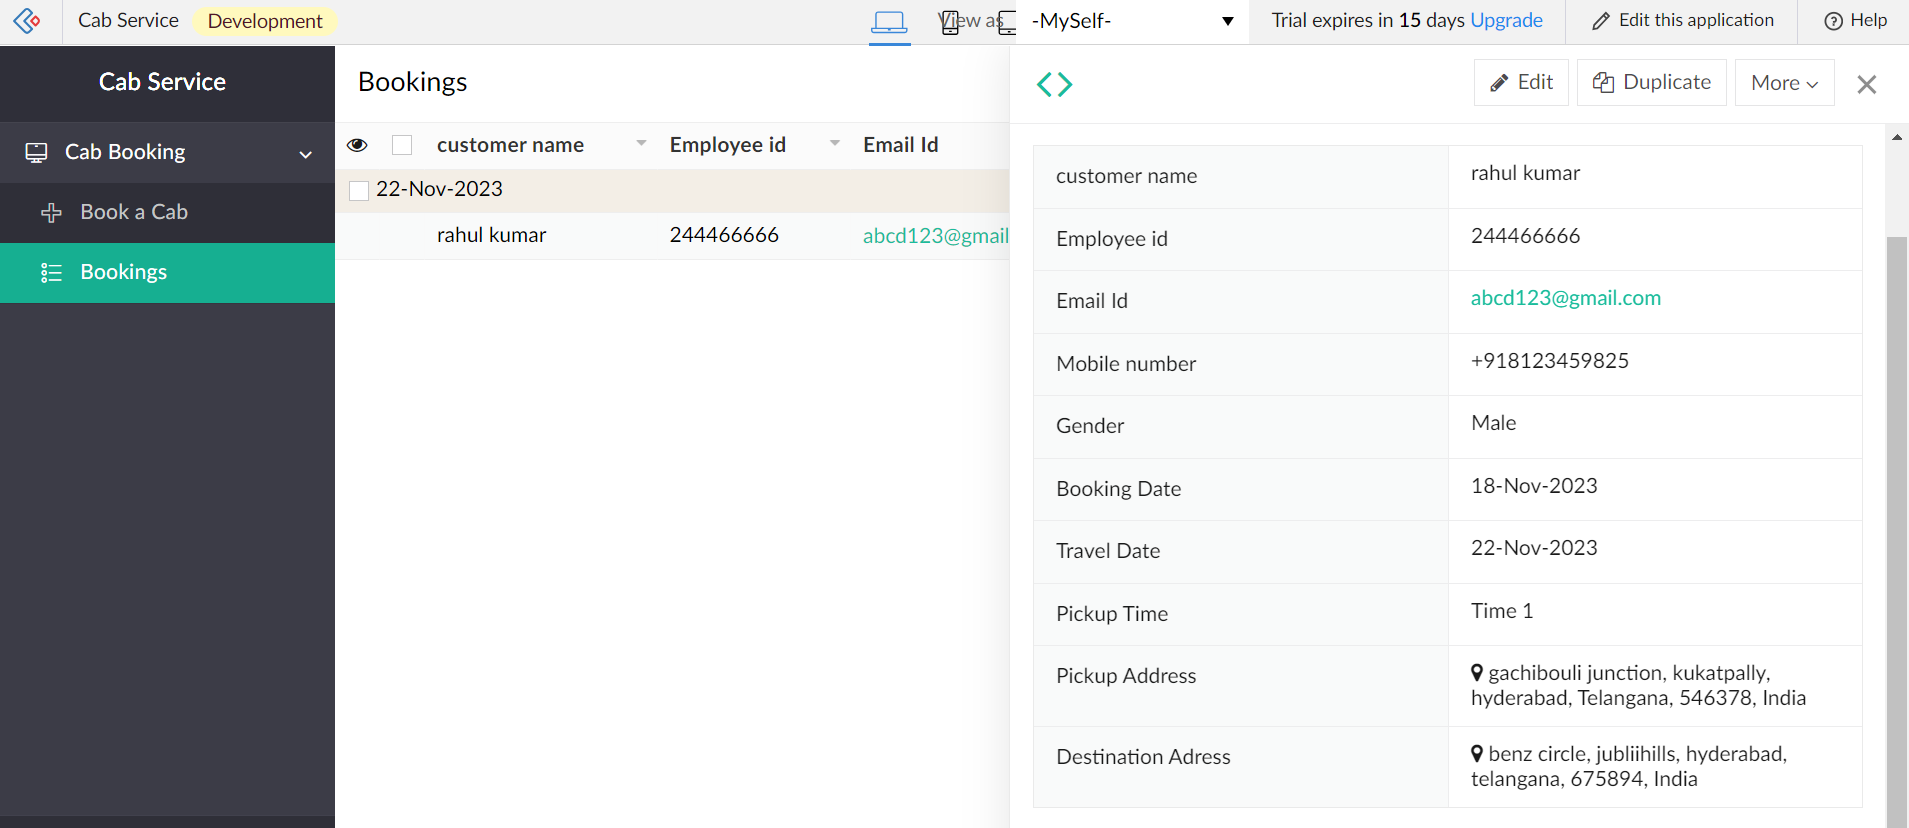 Cab Service Development View as -MySelf- Trial expires in 15 days Upgrade Edit this application Help
Cab Service
Cab Booking
Book a Cab
Bookings
Bookings
customer name Employee id Email Id
22-Nov-2023
rahul kumar 244466666 abcd123@gmail
Edit Duplicate More
customer name rahul kumar
Employee id 244466666
Email Id abcd123@gmail.com
Mobile number +918123459825
Gender Male
Booking Date 18-Nov-2023
Travel Date 22-Nov-2023
Pickup Time Time 1
Pickup Address gachibouli junction, kukatpally,
hyderabad, Telangana, 546378, India
Destination Adress benz circle, jubliihills, hyderabad,
telangana, 675894, India